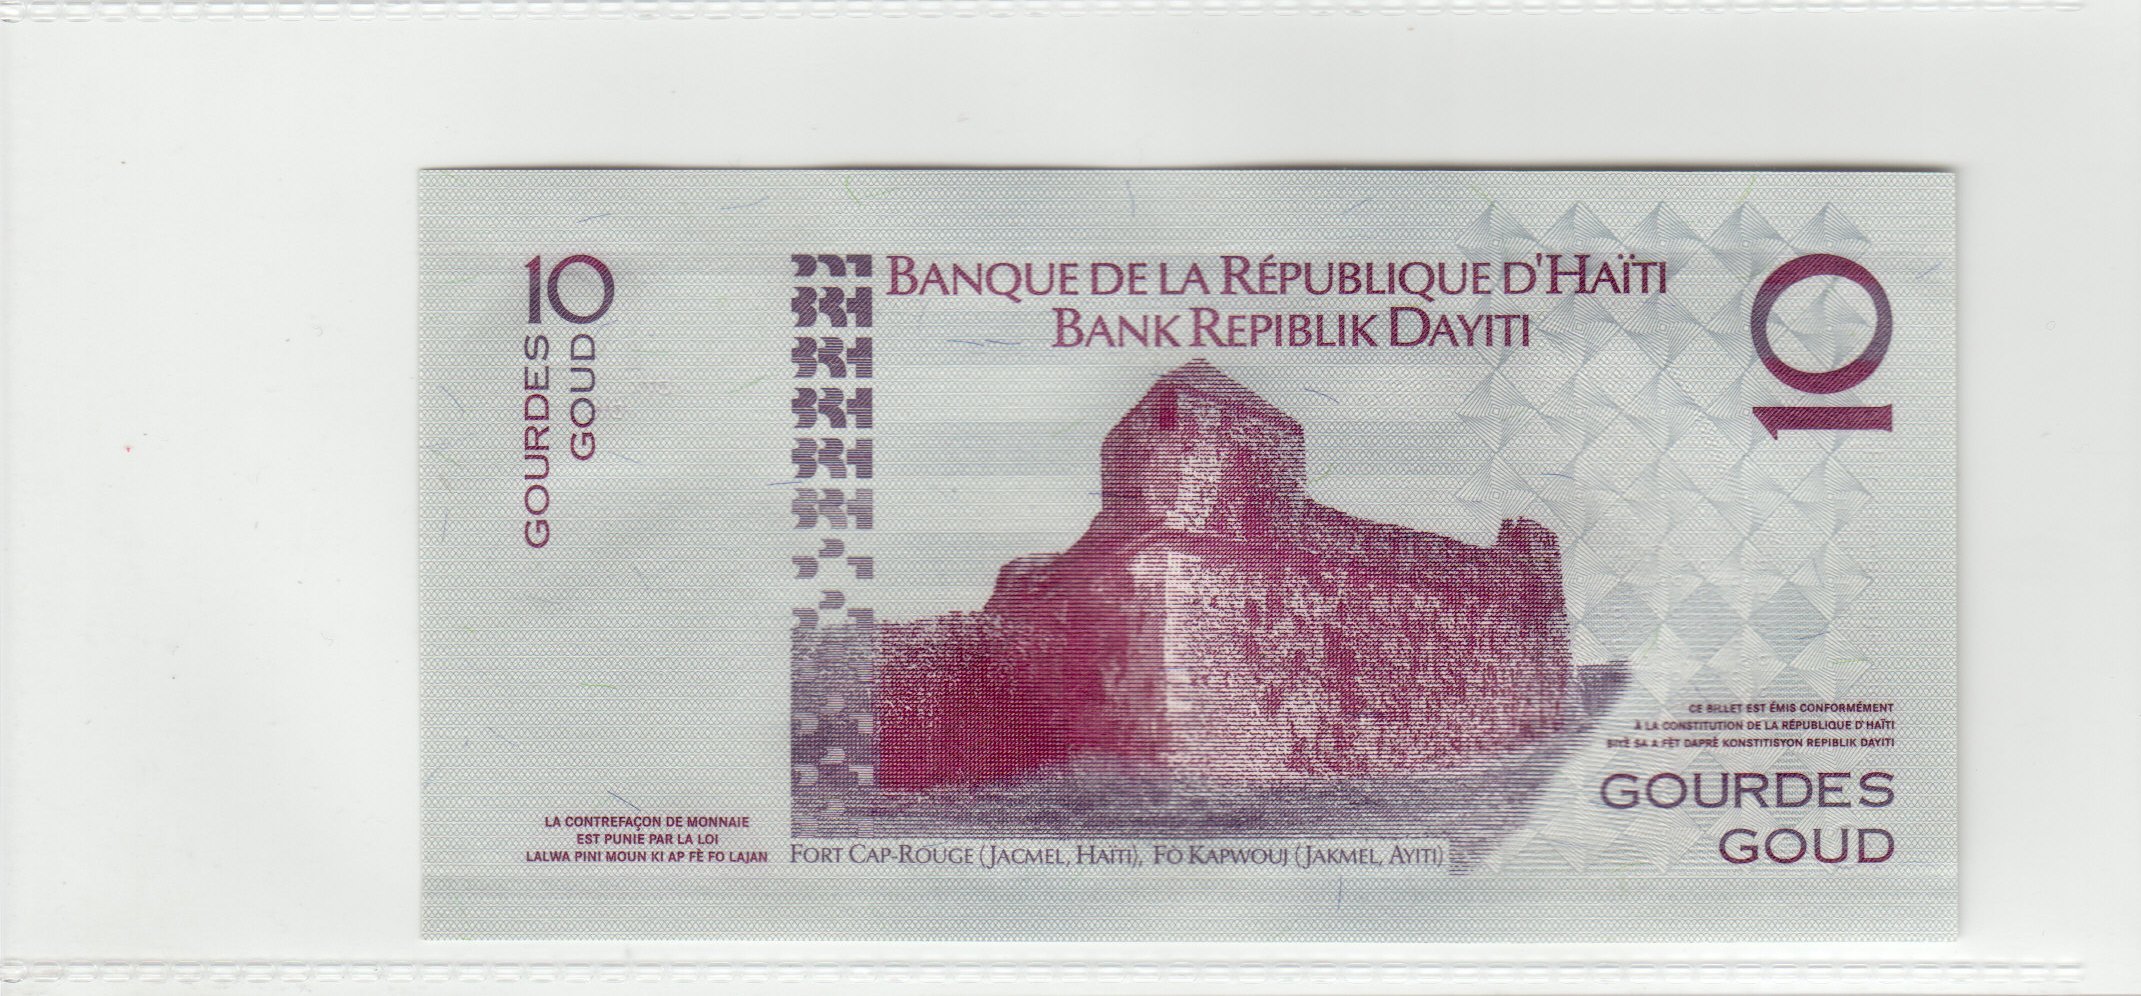 10
GOURDES
GOUD
BANQUE DE LA RÉPUBLIQUE D'HAÏTI
BANK REPIBLIK DAYITI
10
CE BILLET EST ÉMIS CONFORMÉMENT
À LA CONSTITUTION DE LA RÉPUBLIQUE D'HAÏTI
BIYÈ SA A FÈT DAPRÈ KONSTITISYON REPIBLIK DAYITI
GOURDES
GOUD
LA CONTREFAÇON DE MONNAIE
EST PUNIE PAR LA LOI
LALWA PINI MOUN KI AP FÈ FO LAJAN
FORT CAP-ROUGE (JACMEL, HAÏTI), FÒ KAPWOUJ (JAKMEL, AYITI)